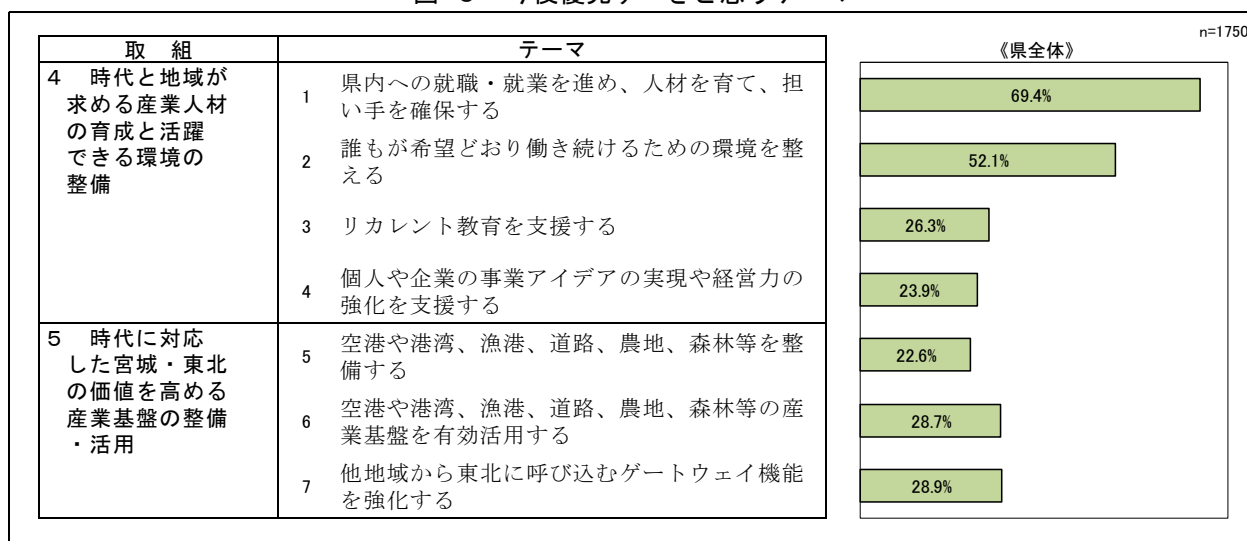 n=1750
取 組
テーマ
《県全体》
4 時代と地域が
求める産業人材
の育成と活躍
できる環境の
整備
1 県内への就職・就業を進め、人材を育て、担
い手を確保する
69.4%
2 誰もが希望どおり働き続けるための環境を整
える
52.1%
3 リカレント教育を支援する
26.3%
4 個人や企業の事業アイデアの実現や経営力の
強化を支援する
23.9%
5 時代に対応
した宮城・東北
の価値を高める
産業基盤の整備
・活用
5 空港や港湾、漁港、道路、農地、森林等を整
備する
22.6%
6 空港や港湾、漁港、道路、農地、森林等の産
業基盤を有効活用する
28.7%
7 他地域から東北に呼び込むゲートウェイ機能
を強化する
28.9%